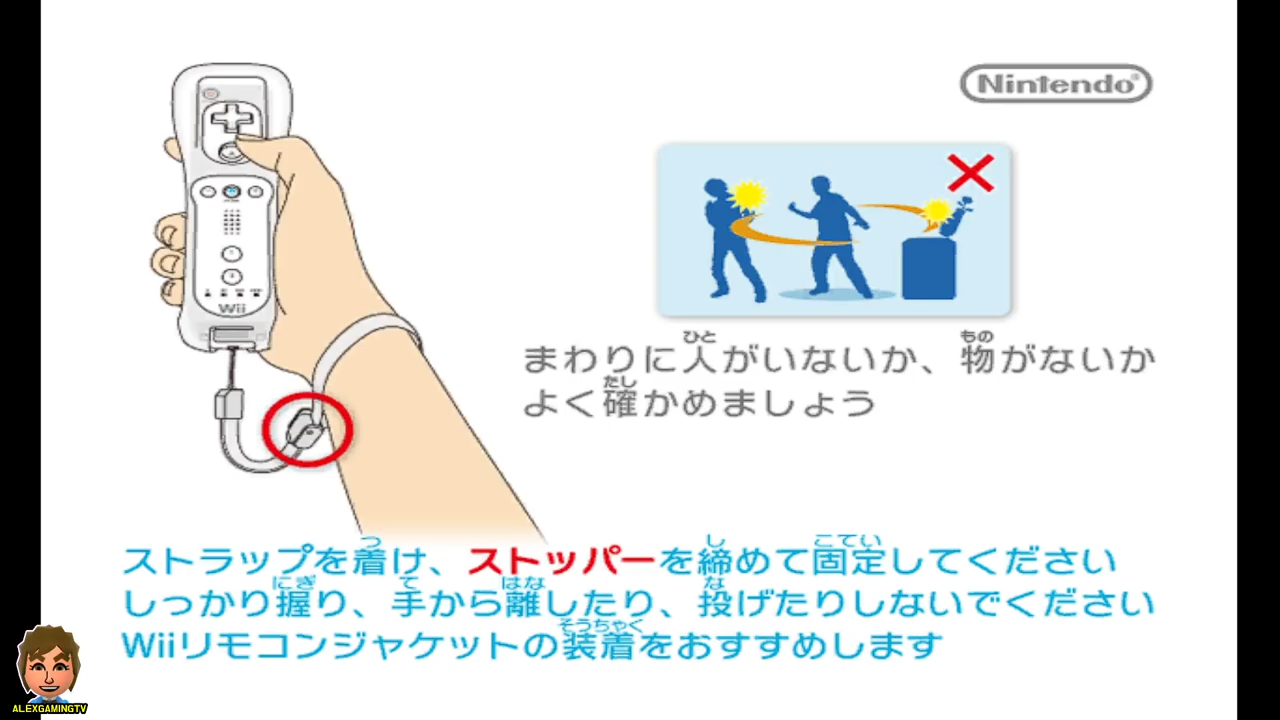 Nintendo®
Wii
まわりに人がいないか、物がないか
よく確かめましょう
ストラップを着け、ストッパーを締めて固定してください
しっかり握り、手から離したり、投げたりしないでください
Wiiリモコンジャケットの装着をおすすめします
ALEXGAMINGTV